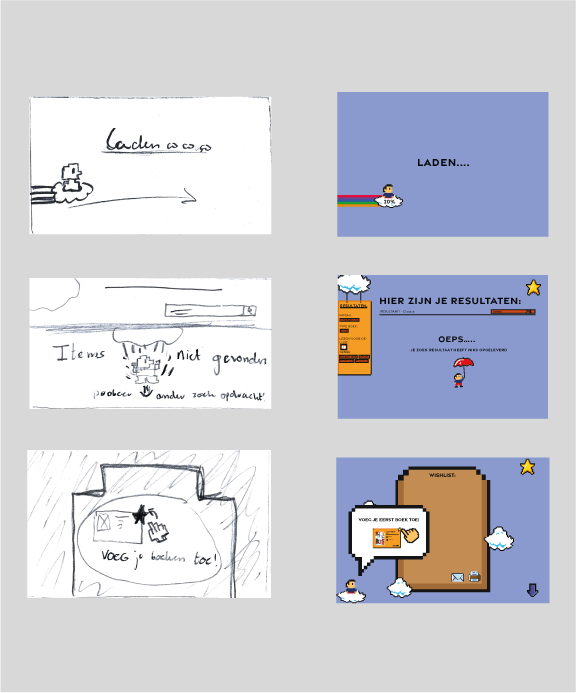 Laden
LADEN....
20%
Items niet gevonden
probeer ander zoek opdracht!
RESULTATEN:
HIER ZIJN JE RESULTATEN:
OEPS.....
JE ZOEK RESULTAAT HEEFT NIKS OPGELEVERD
VOEG je boeken toe!
WISHLIST:
VOEG JE EERST BOEK TOE!